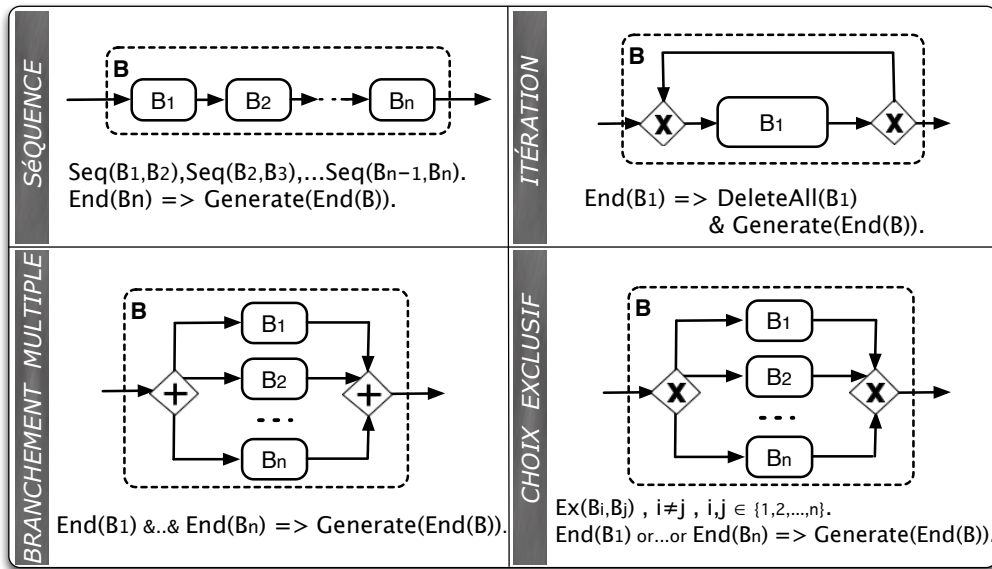 SéQUENCE
B
B1
B2
Bn
Seq(B1,B2),Seq(B2,B3),...Seq(Bn-1,Bn).
End(Bn) => Generate(End(B)).
ITÉRATION
B
X
B1
X
End(B1) => DeleteAll(B1)
& Generate(End(B)).
BRANCHEMENT MULTIPLE
B
B1
+
B2
+
...
Bn
End(B1) &..& End(Bn) => Generate(End(B)).
CHOIX EXCLUSIF
B
B1
X
B2
X
...
Bn
Ex(Bi,Bj) , i≠j , i,j ∈ {1,2,...,n}.
End(B1) or...or End(Bn) => Generate(End(B)).